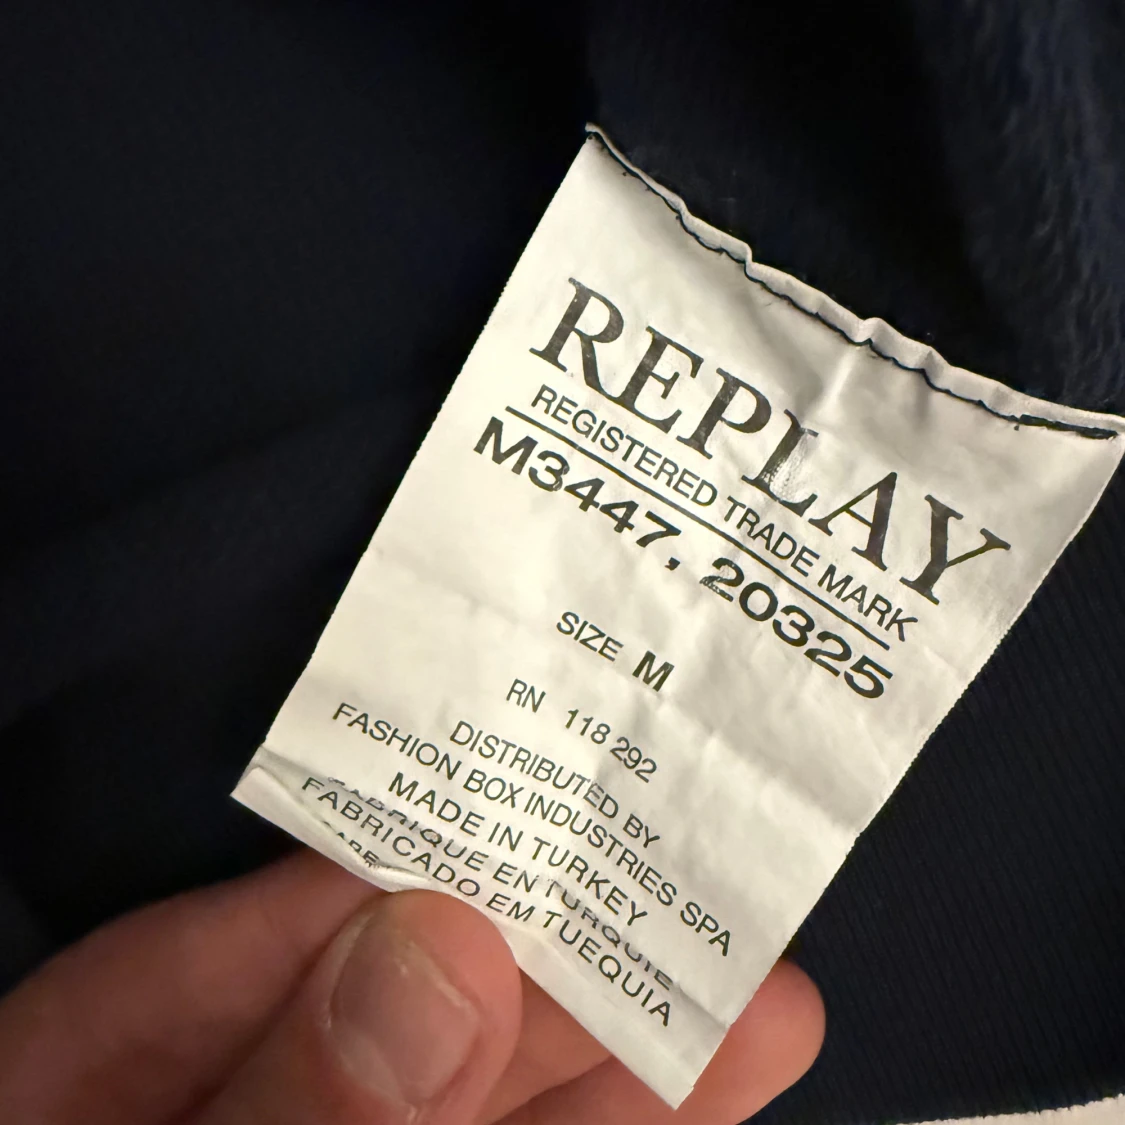 REPLAY
REGISTERED TRADE MARK
M3447, 20325
SIZE M
RN 118 292
DISTRIBUTED BY
FASHION BOX INDUSTRIES SPA
MADE IN TURKEY
FABRIQUE EN TURQUIE
FABRICADO EM TUEQUIA